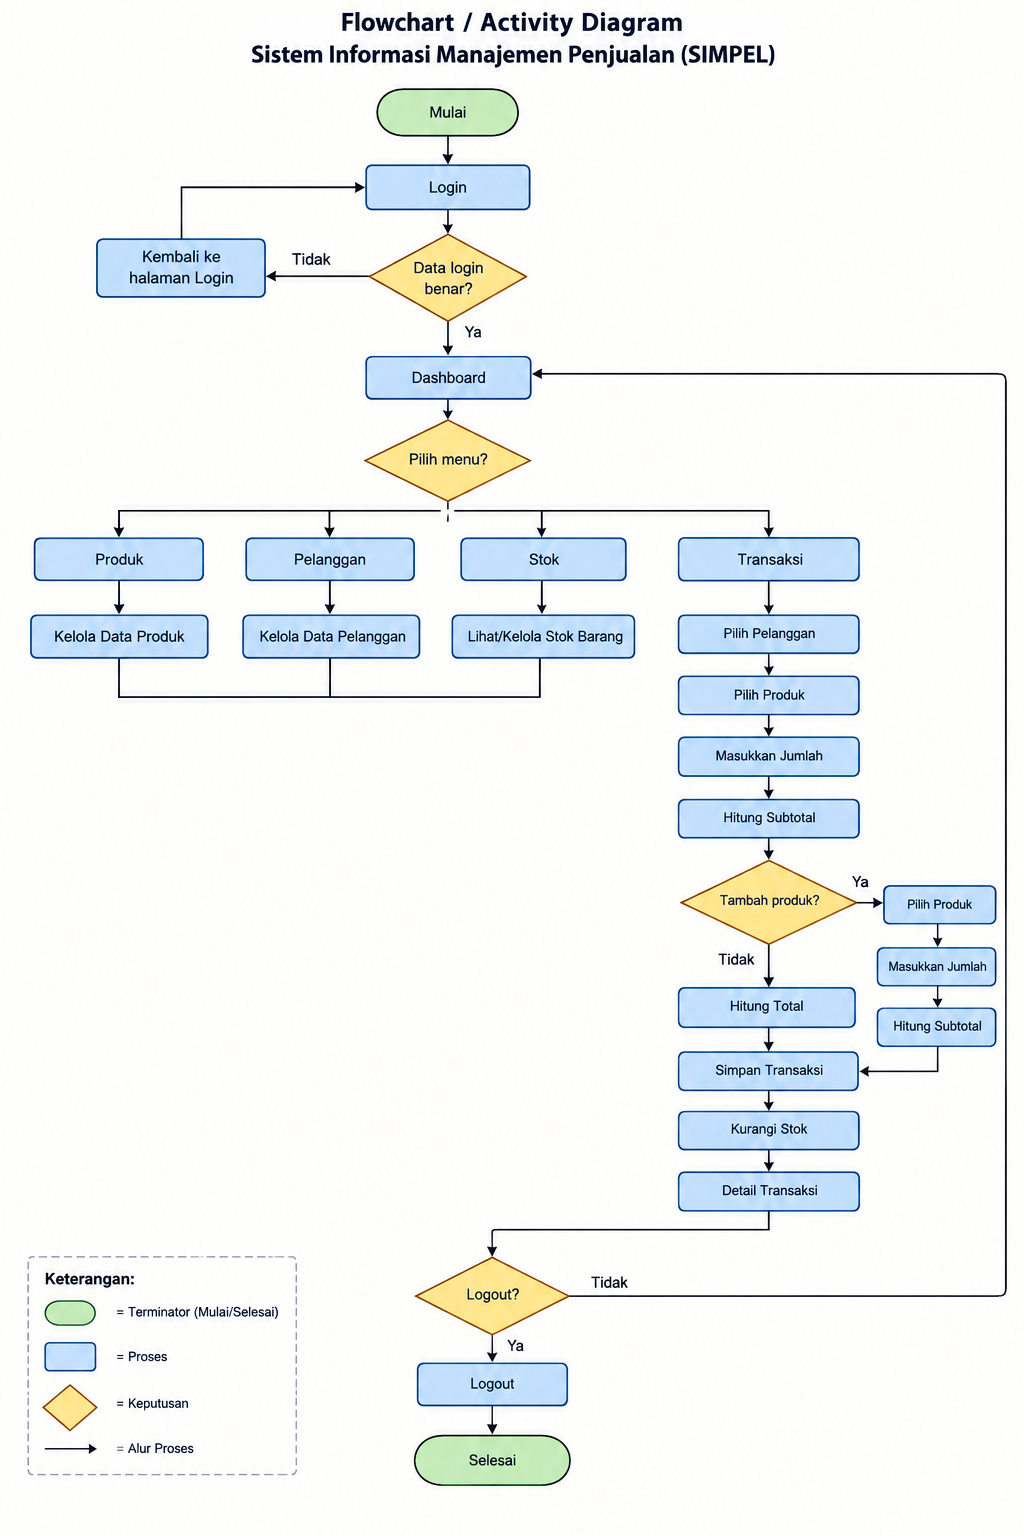 Flowchart / Activity Diagram
Sistem Informasi Manajemen Penjualan (SIMPEL)
Mulai
Login
Kembali ke
halaman Login
Tidak
Data login
benar?
Ya
Dashboard
Pilih menu?
Produk
Pelanggan
Stok
Transaksi
Kelola Data Produk
Kelola Data Pelanggan
Lihat/Kelola Stok Barang
Pilih Pelanggan
Pilih Produk
Masukkan Jumlah
Hitung Subtotal
Tambah produk?
Ya
Pilih Produk
Masukkan Jumlah
Hitung Subtotal
Tidak
Hitung Total
Simpan Transaksi
Kurangi Stok
Detail Transaksi
Logout?
Tidak
Ya
Logout
Selesai
Keterangan:
= Terminator (Mulai/Selesai)
= Proses
= Keputusan
= Alur Proses